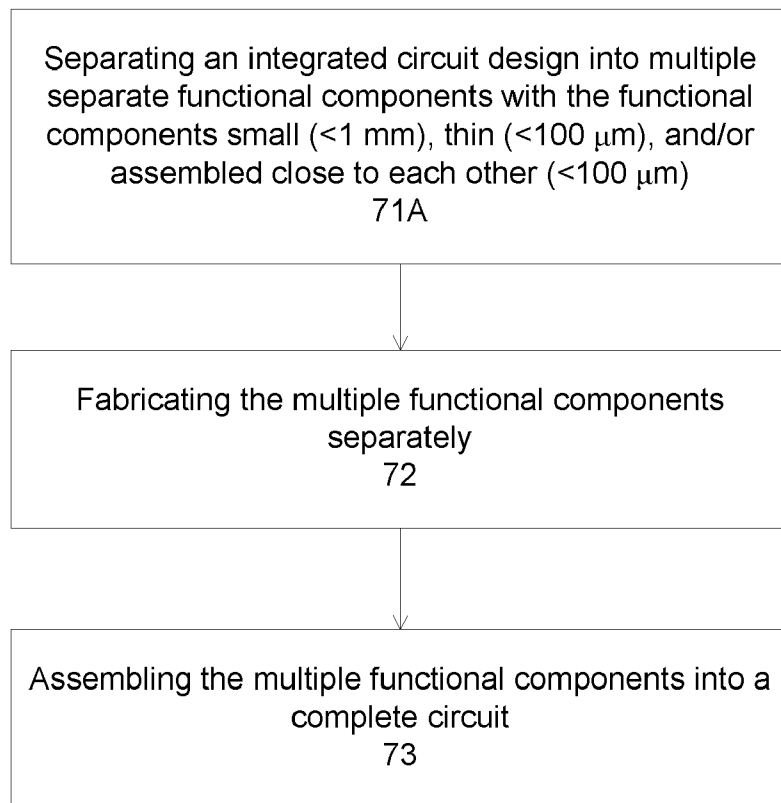 Separating an integrated circuit design into multiple
separate functional components with the functional
components small (<1 mm), thin (<100 μm), and/or
assembled close to each other (<100 μm)
71A
Fabricating the multiple functional components
separately
72
Assembling the multiple functional components into a
complete circuit
73